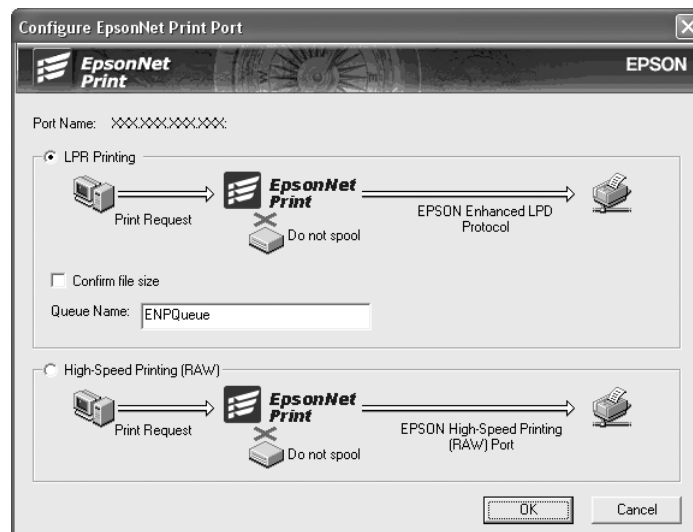 Configure EpsonNet Print Port
EpsonNet
Print
EPSON
Port Name: XXX.XXX.XXX.XXX:
LPR Printing
EpsonNet
Print
Print Request
Do not spool
EPSON Enhanced LPD
Protocol
Confirm file size
Queue Name: ENPQueue
High-Speed Printing (RAW)
EpsonNet
Print
Print Request
Do not spool
EPSON High-Speed Printing
(RAW) Port
OK
Cancel